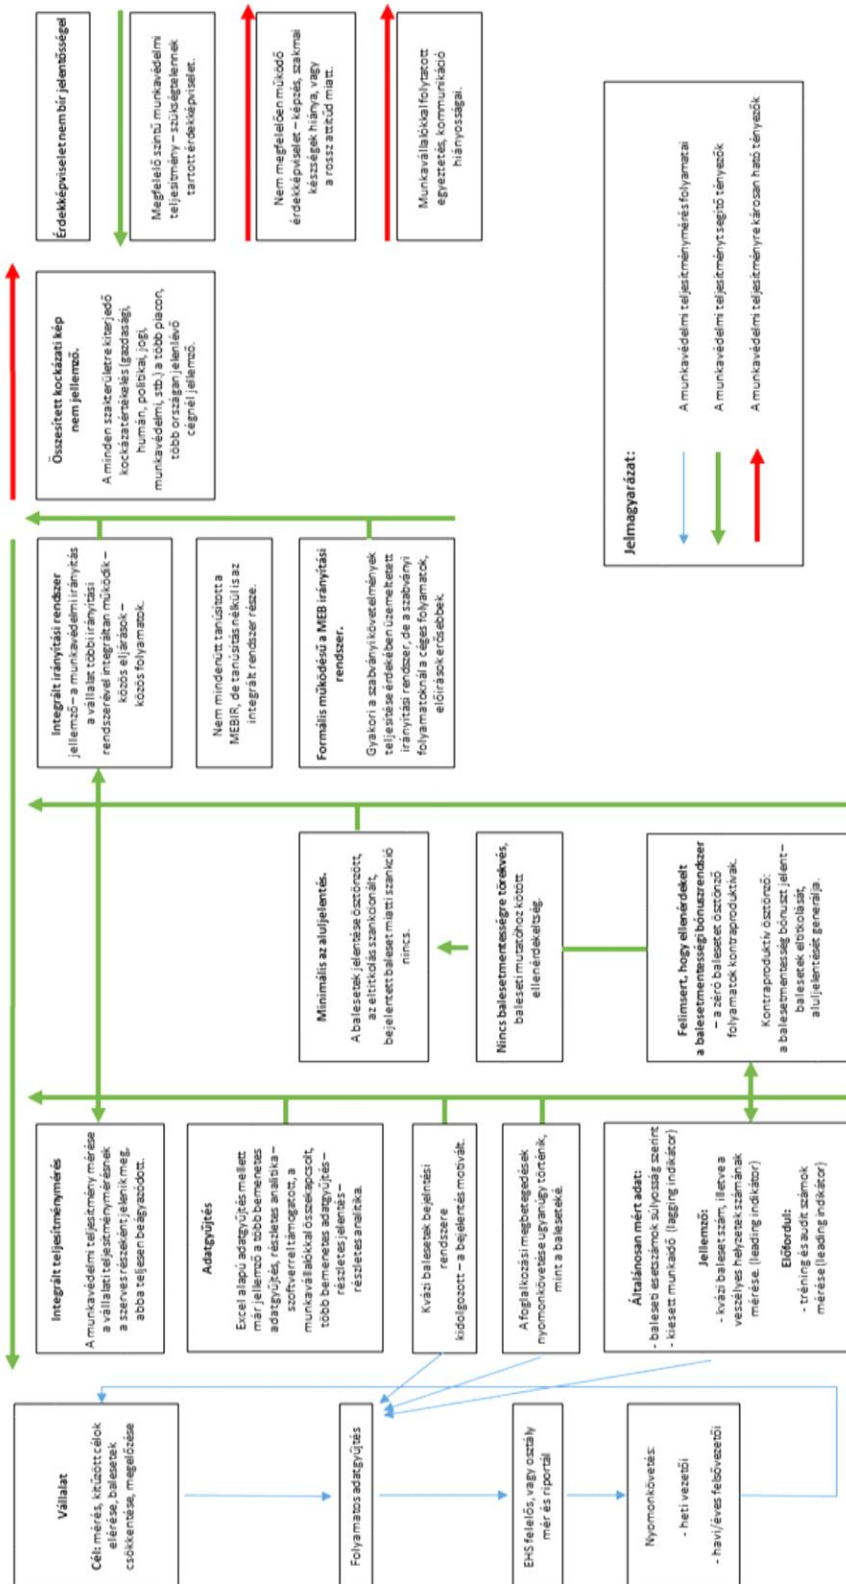 Vállalat
Cél: mérés, kitűzött célok
elérése, balesetek
csökkentése, megelőzése
Folyamatos adatgyűjtés
EHS felelős, vagy osztály
mér és riportál
Nyomonkövetés:
- heti vezetői
- havi/éves felsővezetői
Integrált teljesítménymérés
A munkavédelmi teljesítmény mérése
a vállalati teljesítménymérésnek
a szerves részeként jelenik meg,
abba teljesen beágyazódott.
Adatgyűjtés
Excel alapú adatgyűjtés mellett
már jellemző a több bemenetes
adatgyűjtés, részletes analitika –
szoftverrel támogatott, a
munkavállalókkal összekapcsolt,
több bemenetes adatgyűjtés –
részletes jelentés –
részletes analitika.
Kvázi balesetek bejelntési
rendszere
kidolgozott – a bejelentés motivált.
A foglalkozási megbetegedések
nyomonkövetése ugyanúgy történik,
mint a baleseteké.
Általánosan mért adat:
- baleseti esetszámok súlyosság szerint
- kiesett munkaidő (lagging indikátor)
Jellemző:
- kvázi baleset szám, illetve a
veszélyes helyzetek számának
mérése. (leading indikátor)
Előfordul:
- tréning és audit számok
mérése (leading indikátor)
Minimális az aluljelentés.
A balesetek jelentése ösztönzött,
az eltitkolás szankcionált,
bejelentett baleset miatti szankció
nincs.
Nincs balesetmentességre törekvés,
baleseti mutatóhoz kötött
ellenérdekeltség.
Felimsert, hogy ellenérdekelt
a balesetmentességi bónuszrendszer
– a zéró balesetet ösztönző
folyamatok kontraproduktívak.
Kontraproduktív ösztönző:
a balesetmentesség bónuszt jelent –
balesetek eltitkolását,
aluljelentését generálja.
Integrált irányítási rendszer
jellemző – a munkavédelmi irányítás
a vállalat többi irányítási
rendszerével integráltan működik –
közös eljárások –
közös folyamatok.
Nem mindenütt tanúsított a
MEBIR, de tanúsítás nélkül is az
integrált rendszer része.
Formális működésű a MEB irányítási
rendszer.
Gyakori a szabványi követelmények
teljesítése érdekében üzemeltetett
irányítási rendszer, de a szabványi
folyamatoknál a céges folyamatok,
előírások erősebbek.
Összesített kockázati kép
nem jellemző.
A minden szakterületre kiterjedő
kockázatértékelés (gazdasági,
humán, politikai, jogi,
munkavédelmi, stb.) a több piacon,
több országan jelenlévő
cégnél jellemző.
Érdekképviselet nem bír jelentőséggel
Megfelelő szintű munkavédelmi
teljesítmény – szükségtelennek
tartott érdekképviselet.
Nem megfelelően működő
érdekképviselet – képzés, szakmai
készségek hiánya, vagy
a rossz attitűd miatt.
Munkavállalókkal folytatott
egyeztetés, kommunikáció
hiányosságai.
Jelmagyarázat:
A munkavédelmi teljesítménymérés folyamatai
A munkavédelmi teljesítményt segítő tényezők
A munkavédelmi teljesítményre károsan ható tényezők